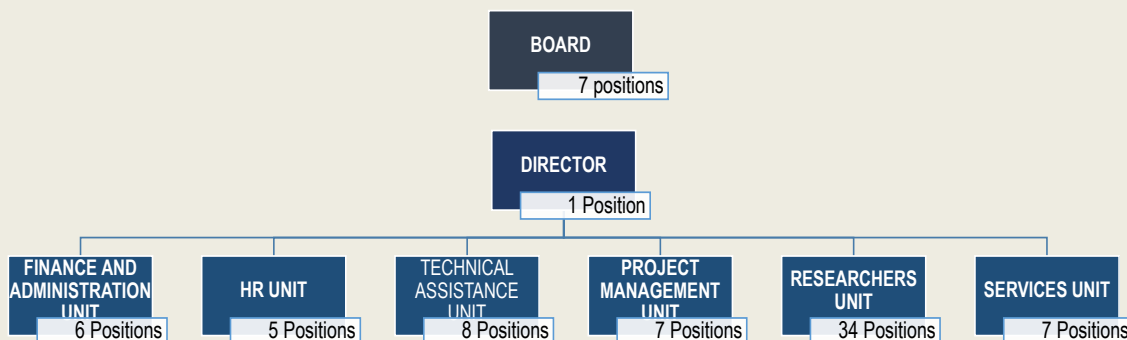 BOARD
7 positions
DIRECTOR
1 Position
FINANCE AND
ADMINISTRATION
UNIT
6 Positions
HR UNIT
5 Positions
TECHNICAL
ASSISTANCE
UNIT
8 Positions
PROJECT
MANAGEMENT
UNIT
7 Positions
RESEARCHERS
UNIT
34 Positions
SERVICES UNIT
7 Positions